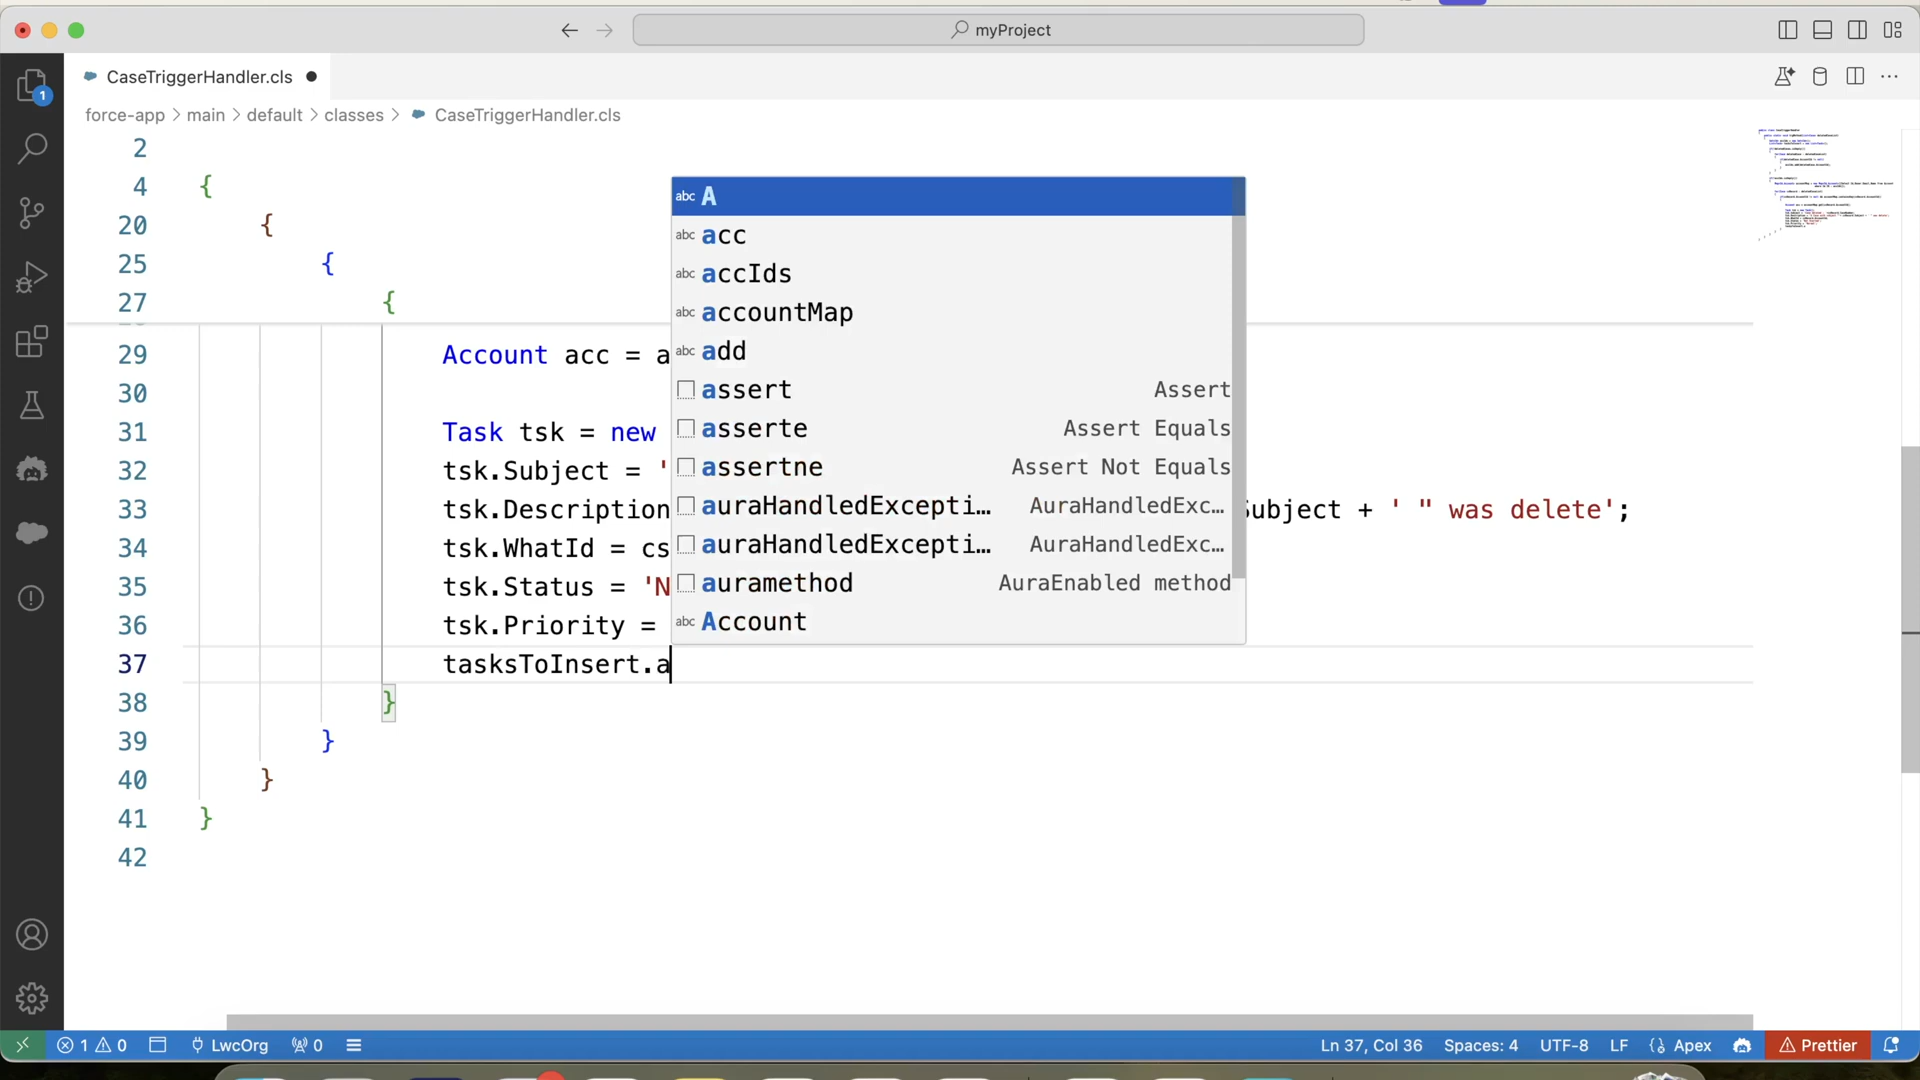 myProject
CaseTriggerHandler.cls
1
force-app > main > default > classes > CaseTriggerHandler.cls
2
4 {
20 {
25 {
27 {
29 Account acc = a
30
31 Task tsk = new
32 tsk.Subject = '
33 tsk.Description ubject + ' " was delete';
34 tsk.WhatId = cs
35 tsk.Status = 'N
36 tsk.Priority =
37 tasksToInsert.a
38 }
39 }
40 }
41 }
42
abc A
abc acc
abc accIds
abc accountMap
abc add
assert Assert
asserte Assert Equals
assertne Assert Not Equals
auraHandledExcepti… AuraHandledExc…
auraHandledExcepti… AuraHandledExc…
auramethod AuraEnabled method
abc Account
1 0 LwcOrg 0 Ln 37, Col 36 Spaces: 4 UTF-8 LF {} Apex Prettier